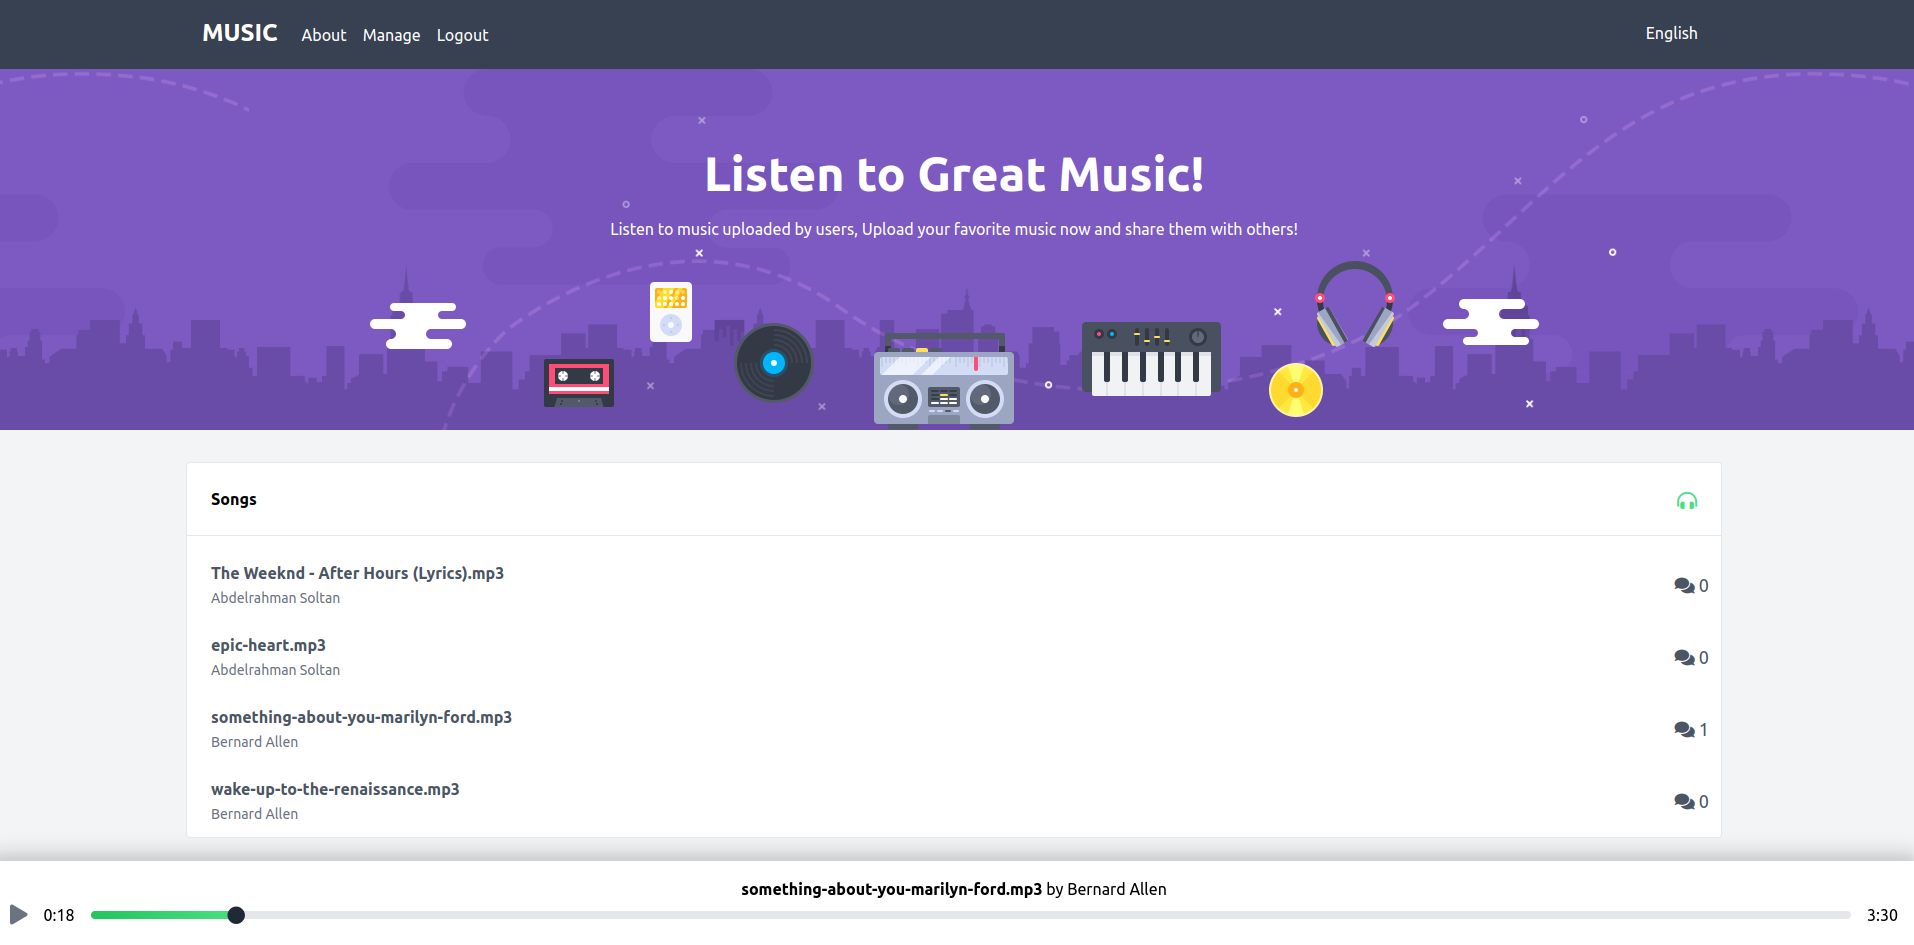 MUSIC About Manage Logout English
Listen to Great Music!
Listen to music uploaded by users, Upload your favorite music now and share them with others!
Songs
The Weeknd - After Hours (Lyrics).mp3
Abdelrahman Soltan
0
epic-heart.mp3
Abdelrahman Soltan
0
something-about-you-marilyn-ford.mp3
Bernard Allen
1
wake-up-to-the-renaissance.mp3
Bernard Allen
0
something-about-you-marilyn-ford.mp3 by Bernard Allen
0:18 3:30